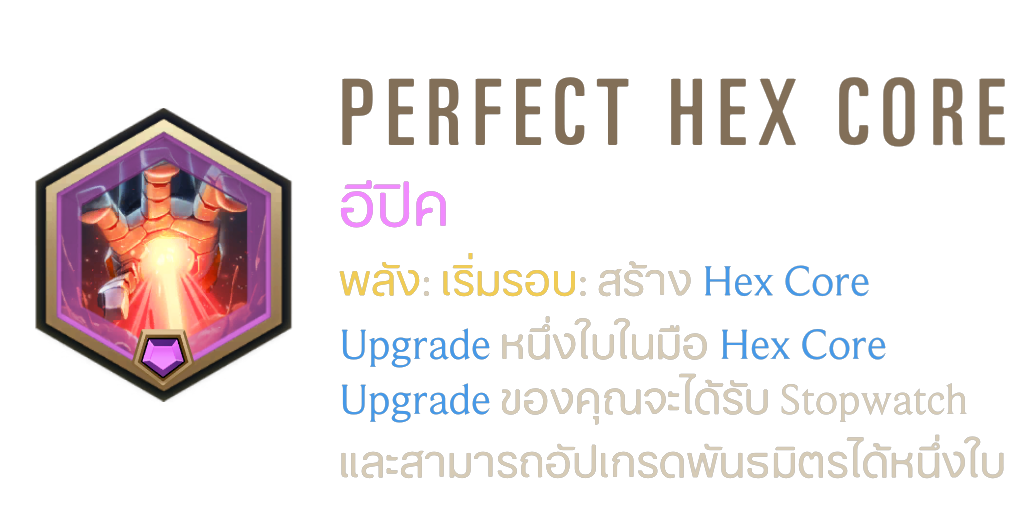 PERFECT HEX CORE
อีปิค
พลัง: เริ่มรอบ: สร้าง Hex Core
Upgrade หนึ่งใบในมือ Hex Core
Upgrade ของคุณจะได้รับ Stopwatch
และสามารถอัปเกรดพันธมิตรได้หนึ่งใบ